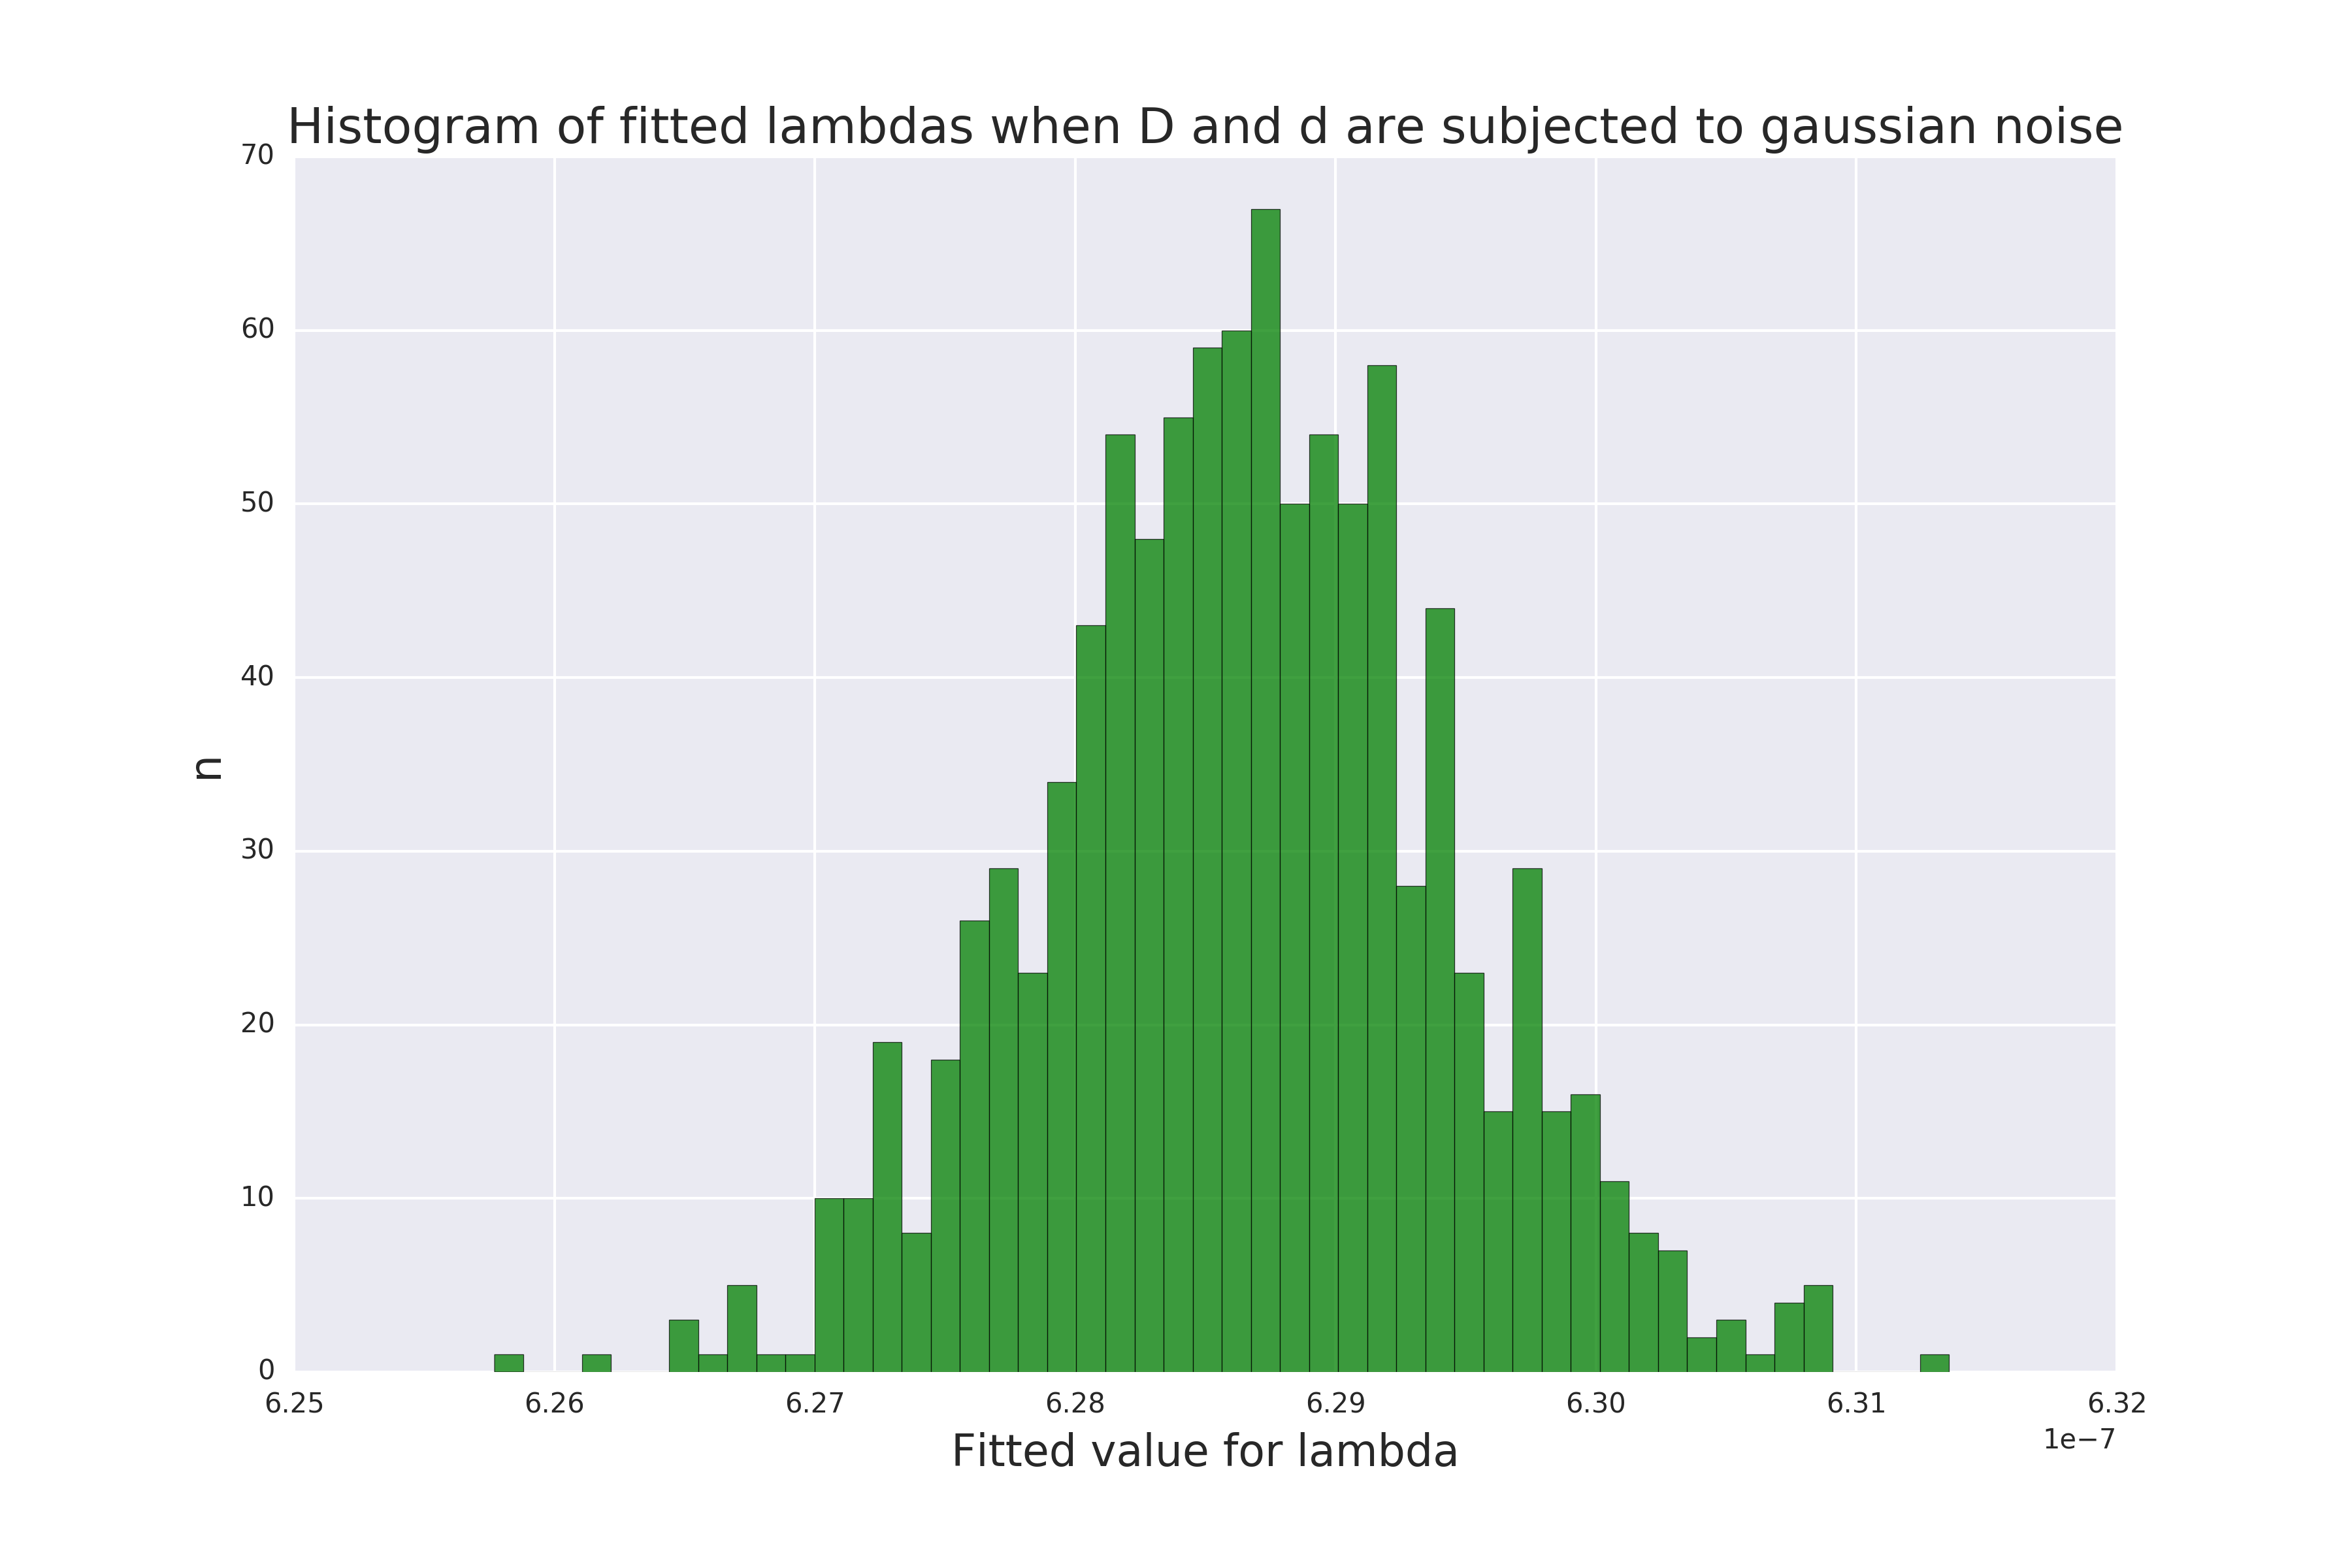 Histogram of fitted lambdas when D and d are subjected to gaussian noise
70
60
50
40
30
20
10
0
n
6.25 6.26 6.27 6.28 6.29 6.30 6.31 6.32
1e−7
Fitted value for lambda